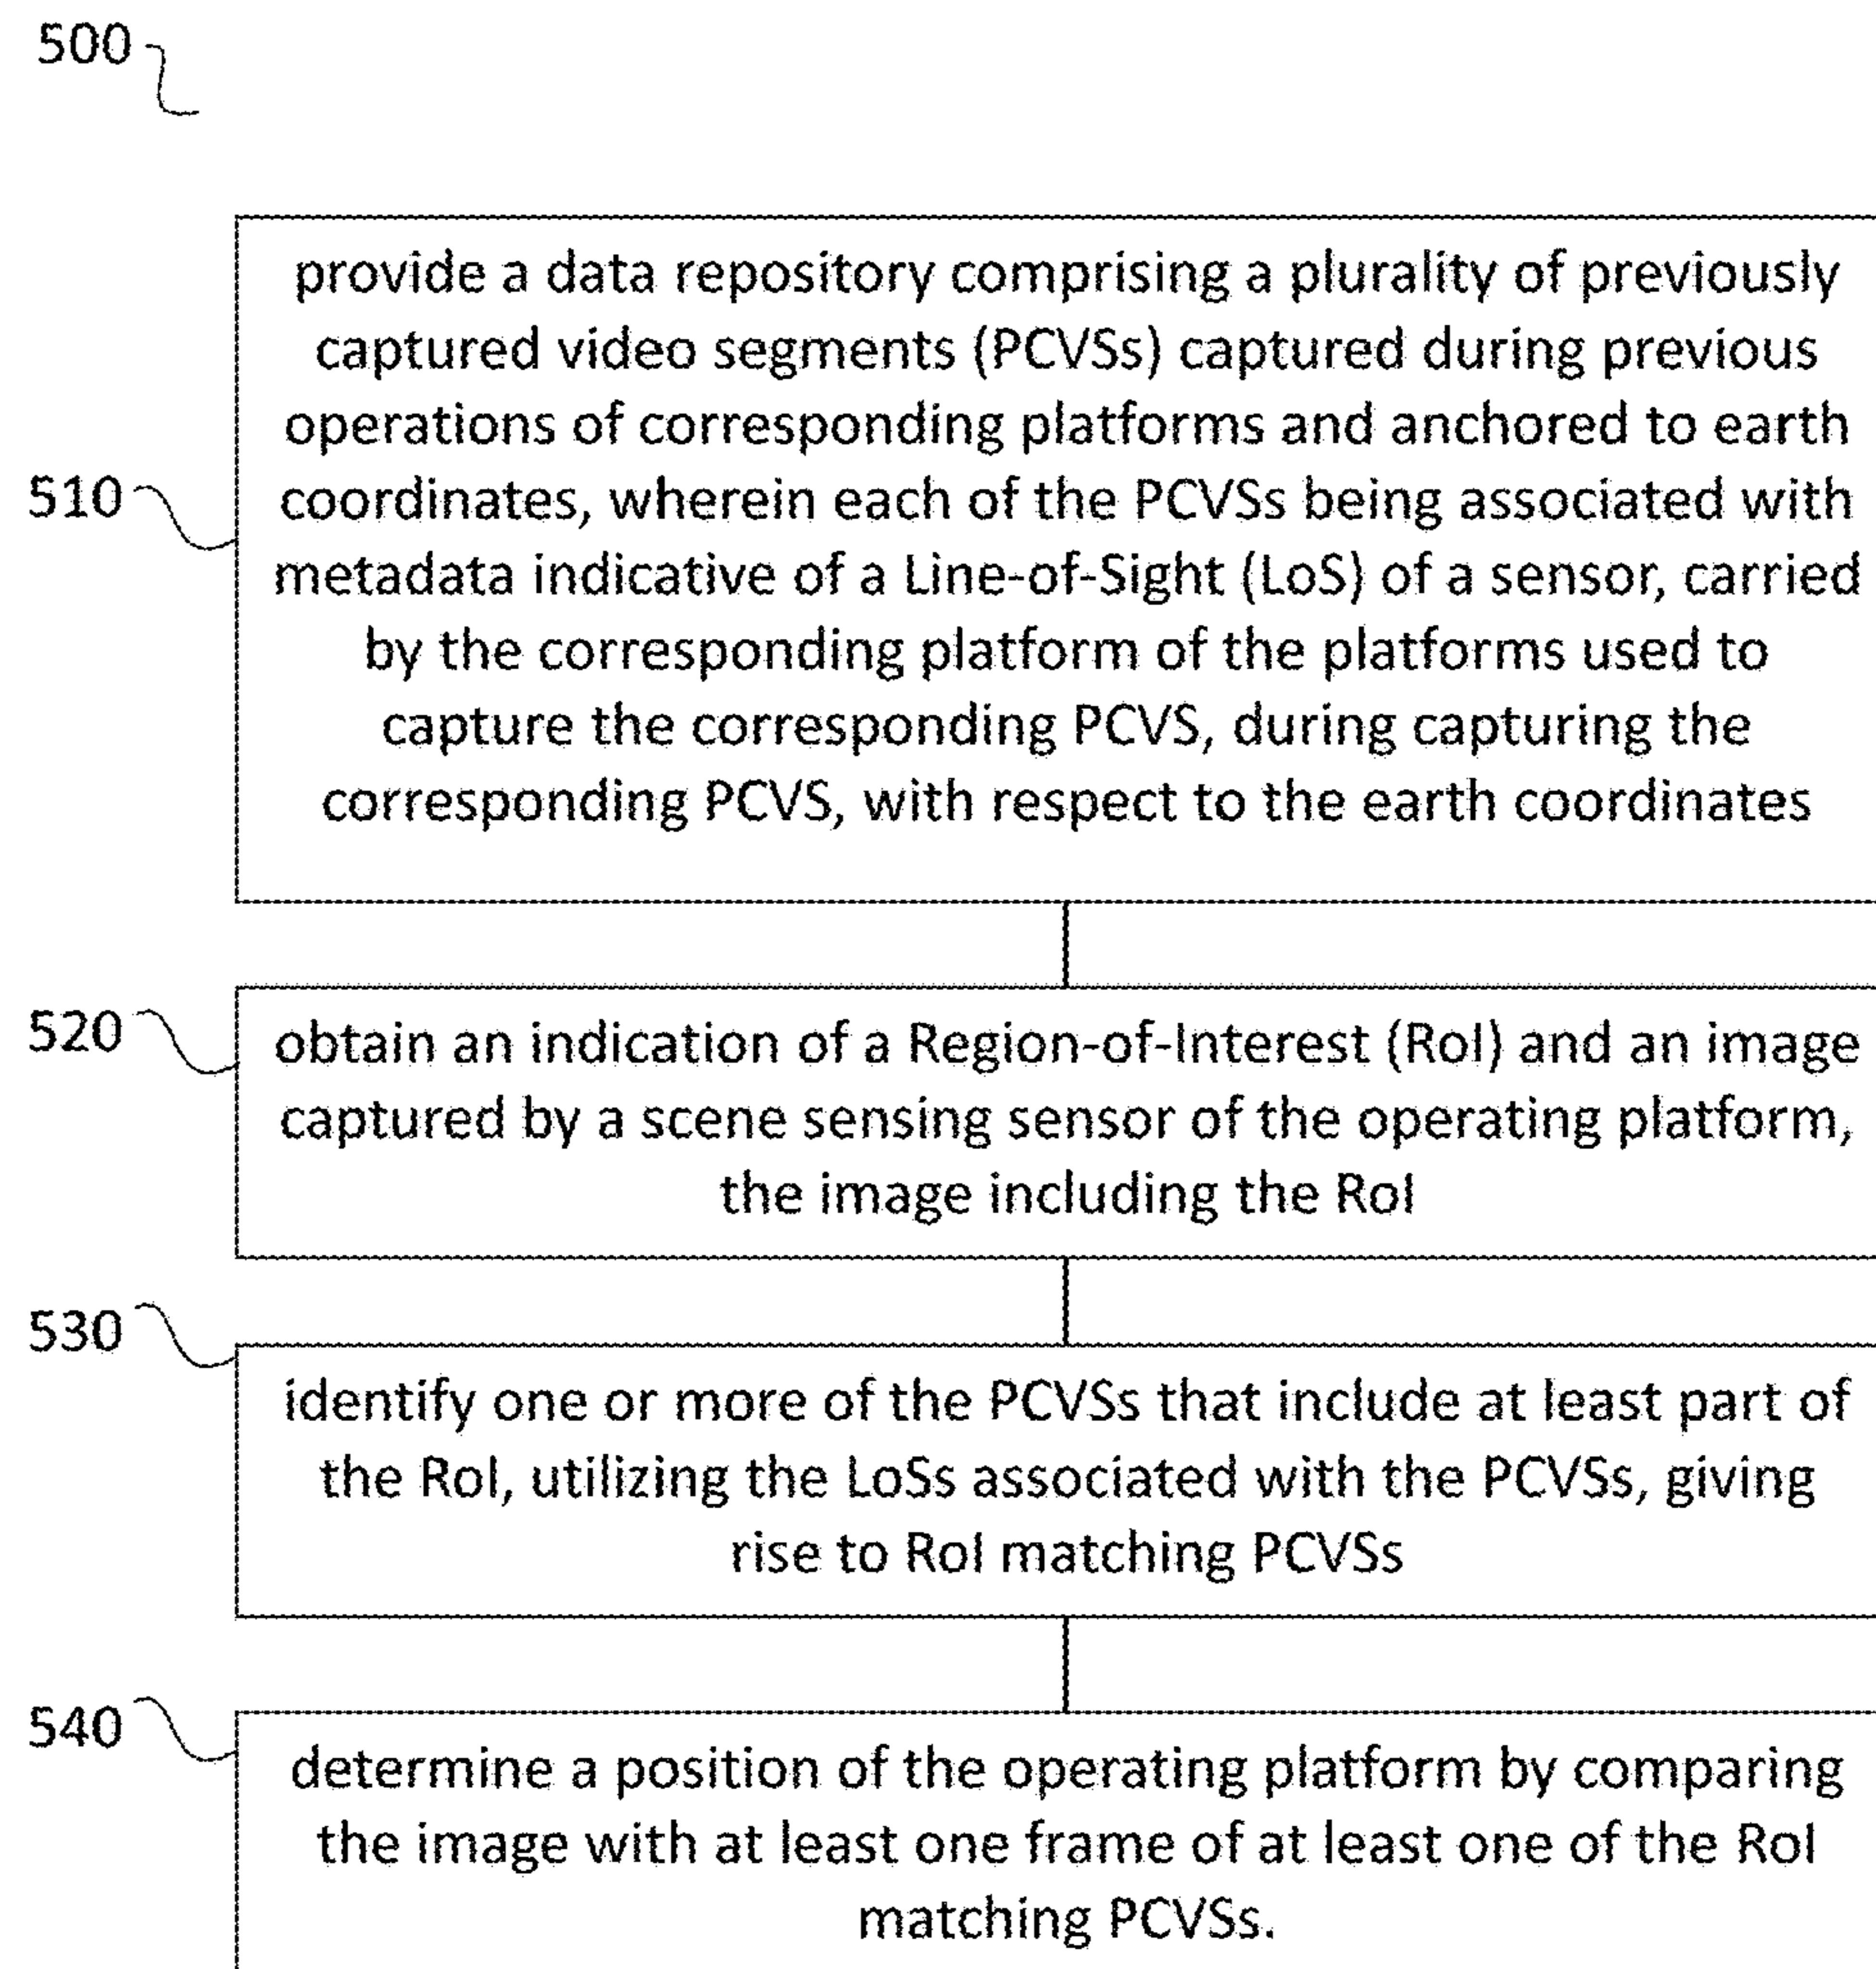 500
provide a data repository comprising a plurality of previously
captured video segments (PCVSs) captured during previous
operations of corresponding platforms and anchored to earth
510
coordinates, wherein each of the PCVSs being associated with
metadata indicative of a Line-of-Sight (LoS) of a sensor, carried
by the corresponding platform of the platforms used to
capture the corresponding PCVS, during capturing the
corresponding PCVS, with respect to the earth coordinates
520
obtain an indication of a Region-of-Interest (RoI) and an image
captured by a scene sensing sensor of the operating platform,
the image including the RoI
530
identify one or more of the PCVSs that include at least part of
the RoI, utilizing the LoSs associated with the PCVSs, giving
rise to RoI matching PCVSs
540
determine a position of the operating platform by comparing
the image with at least one frame of at least one of the RoI
matching PCVSs.